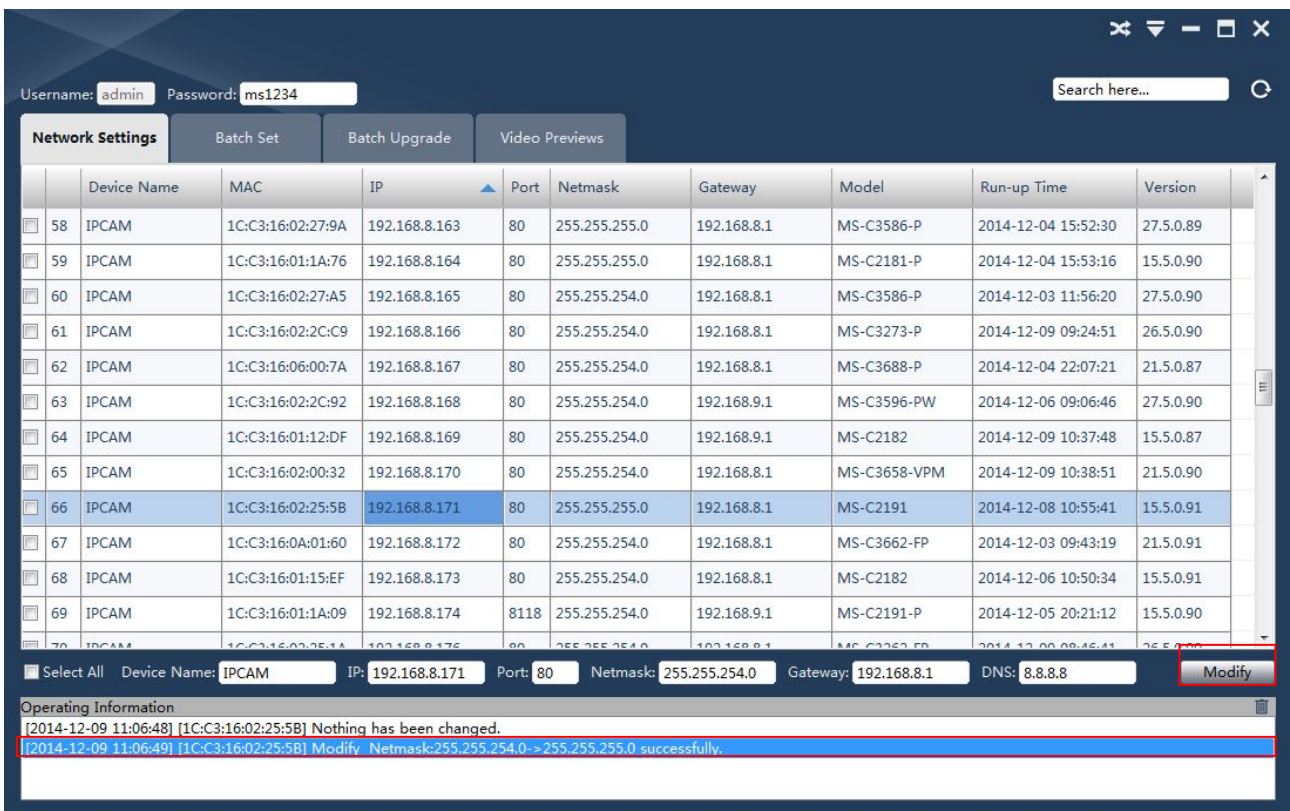 Username: admin Password: ms1234 Search here...
Network Settings Batch Set Batch Upgrade Video Previews
Device Name MAC IP Port Netmask Gateway Model Run-up Time Version
58 IPCAM 1C:C3:16:02:27:9A 192.168.8.163 80 255.255.255.0 192.168.8.1 MS-C3586-P 2014-12-04 15:52:30 27.5.0.89
59 IPCAM 1C:C3:16:01:1A:76 192.168.8.164 80 255.255.255.0 192.168.8.1 MS-C2181-P 2014-12-04 15:53:16 15.5.0.90
60 IPCAM 1C:C3:16:02:27:A5 192.168.8.165 80 255.255.254.0 192.168.8.1 MS-C3586-P 2014-12-03 11:56:20 27.5.0.90
61 IPCAM 1C:C3:16:02:2C:C9 192.168.8.166 80 255.255.254.0 192.168.8.1 MS-C3273-P 2014-12-09 09:24:51 26.5.0.90
62 IPCAM 1C:C3:16:06:00:7A 192.168.8.167 80 255.255.254.0 192.168.8.1 MS-C3688-P 2014-12-04 22:07:21 21.5.0.87
63 IPCAM 1C:C3:16:02:2C:92 192.168.8.168 80 255.255.254.0 192.168.9.1 MS-C3596-PW 2014-12-06 09:06:46 27.5.0.90
64 IPCAM 1C:C3:16:01:12:DF 192.168.8.169 80 255.255.254.0 192.168.9.1 MS-C2182 2014-12-09 10:37:48 15.5.0.87
65 IPCAM 1C:C3:16:02:00:32 192.168.8.170 80 255.255.254.0 192.168.8.1 MS-C3658-VPM 2014-12-09 10:38:51 21.5.0.90
66 IPCAM 1C:C3:16:02:25:5B 192.168.8.171 80 255.255.254.0 192.168.8.1 MS-C2191 2014-12-08 10:55:41 15.5.0.91
67 IPCAM 1C:C3:16:0A:01:60 192.168.8.172 80 255.255.254.0 192.168.8.1 MS-C3662-FP 2014-12-03 09:43:19 21.5.0.91
68 IPCAM 1C:C3:16:01:15:EF 192.168.8.173 80 255.255.254.0 192.168.8.1 MS-C2182 2014-12-06 10:50:34 15.5.0.91
69 IPCAM 1C:C3:16:01:1A:09 192.168.8.174 8118 255.255.254.0 192.168.9.1 MS-C2191-P 2014-12-05 20:21:12 15.5.0.90
Select All Device Name: IPCAM IP: 192.168.8.171 Port: 80 Netmask: 255.255.254.0 Gateway: 192.168.8.1 DNS: 8.8.8.8 Modify
Operating Information
[2014-12-09 11:06:48] [1C:C3:16:02:25:5B] Nothing has been changed.
[2014-12-09 11:06:49] [1C:C3:16:02:25:5B] Modify Netmask:255.255.254.0->255.255.255.0 successfully.